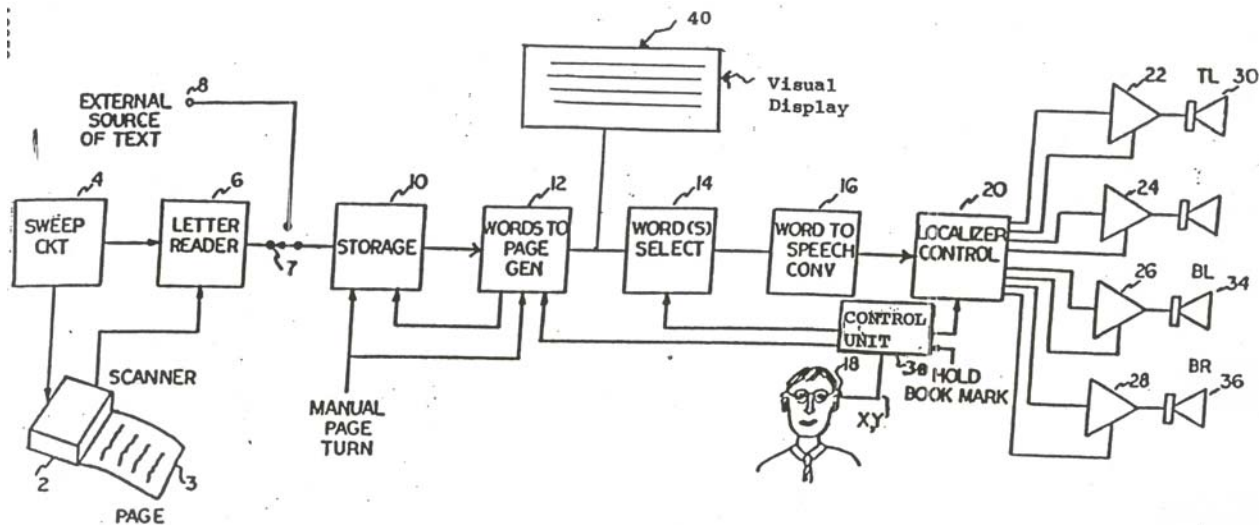 40
Visual
Display
8
EXTERNAL
SOURCE
OF TEXT
22
TL
30
4
SWEEP
CKT
6
LETTER
READER
7
10
STORAGE
12
WORDS TO
PAGE
GEN
14
WORD(S)
SELECT
16
WORD TO
SPEECH
CONV
20
LOCALIZER
CONTROL
24
26
BL
34
CONTROL
UNIT
HOLD
BOOK MARK
18
X,Y
28
BR
36
SCANNER
MANUAL
PAGE
TURN
2
3
PAGE